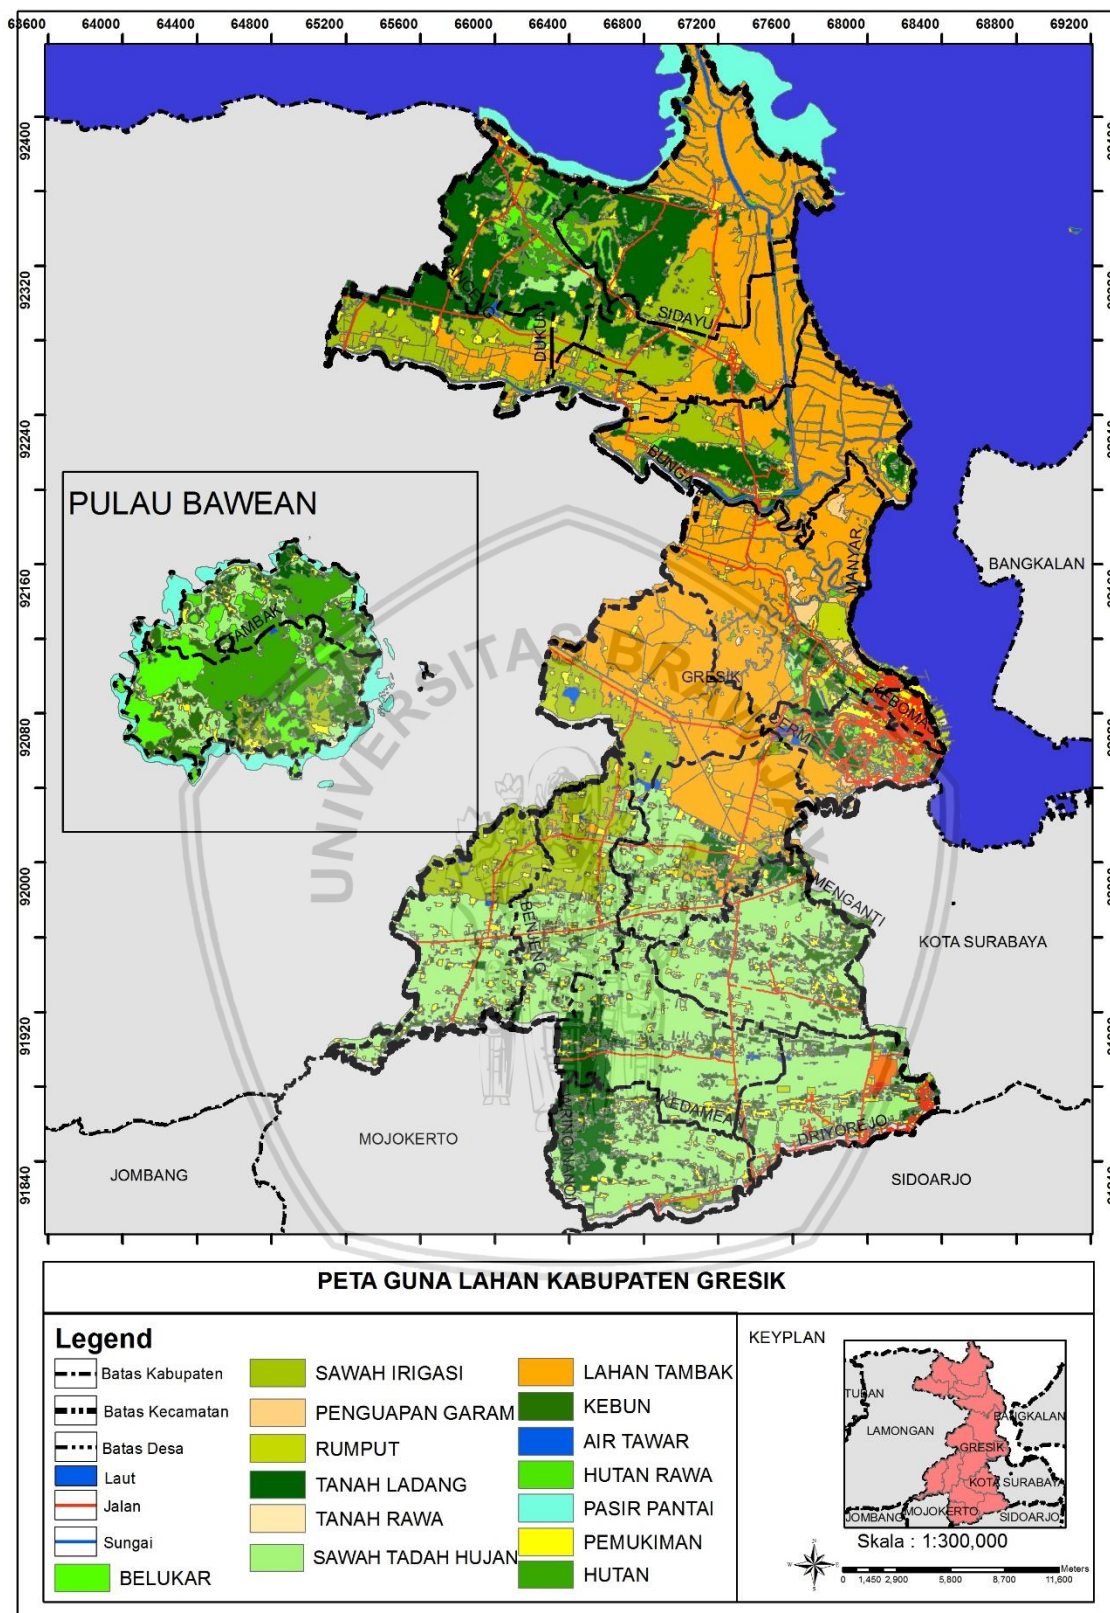 63600 64000 64400 64800 65200 65600 66000 66400 66800 67200 67600 68000 68400 68800 69200
92400
92320
92240
92160
92080
92000
91920
91840
SIDAYU
DUKUN
BUNGA
MANYAR
PULAU BAWEAN
TAMBAK
BANGKALAN
GRESIK
CERME
KEBOMAS
UNIVERSITAS BRAWIJAYA
MENGANTI
BENJENG
KOTA SURABAYA
KEDAMEAN
DRIYOREJO
WRINGINANOM
MOJOKERTO
JOMBANG
SIDOARJO
PETA GUNA LAHAN KABUPATEN GRESIK
Legend
Batas Kabupaten
Batas Kecamatan
Batas Desa
Laut
Jalan
Sungai
BELUKAR
SAWAH IRIGASI
PENGUAPAN GARAM
RUMPUT
TANAH LADANG
TANAH RAWA
SAWAH TADAH HUJAN
LAHAN TAMBAK
KEBUN
AIR TAWAR
HUTAN RAWA
PASIR PANTAI
PEMUKIMAN
HUTAN
KEYPLAN
TUBAN
LAMONGAN
BANGKALAN
GRESIK
KOTA SURABAYA
MOJOKERTO
JOMBANG
SIDOARJO
Skala : 1:300,000
Meters
0 1,450 2,900 5,800 8,700 11,600